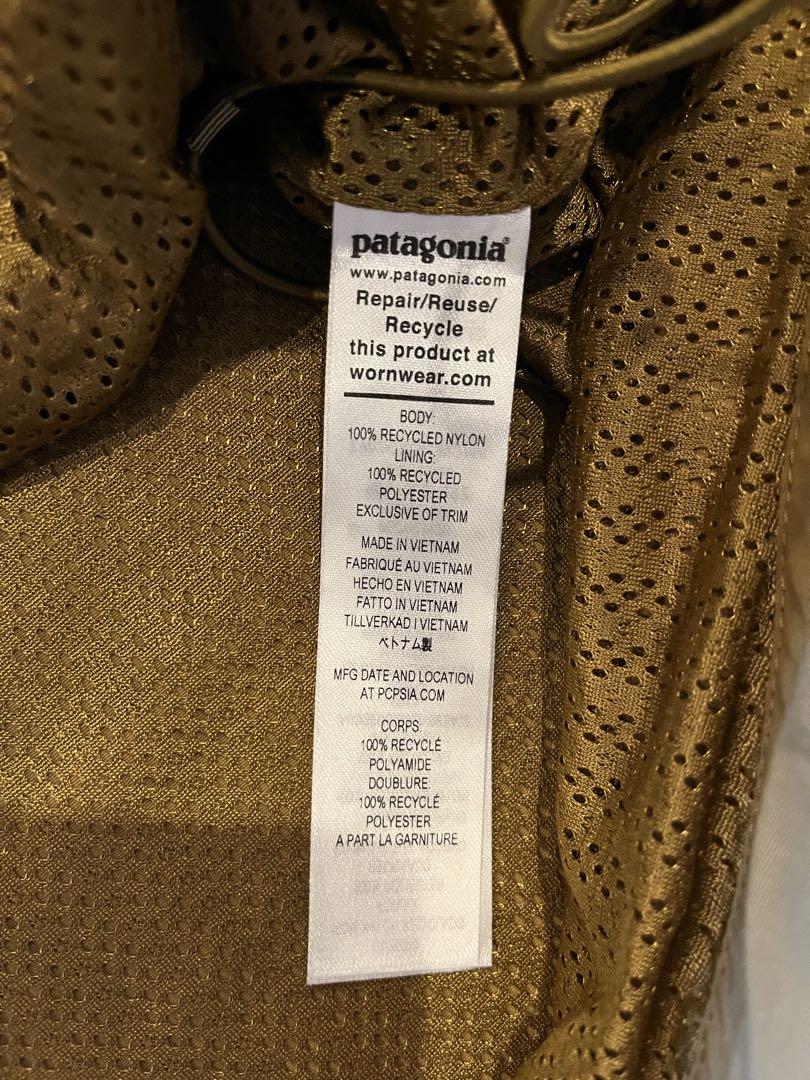 patagonia®
www.patagonia.com
Repair/Reuse/
Recycle
this product at
wornwear.com
BODY:
100% RECYCLED NYLON
LINING:
100% RECYCLED
POLYESTER
EXCLUSIVE OF TRIM
MADE IN VIETNAM
FABRIQUÉ AU VIETNAM
HECHO EN VIETNAM
FATTO IN VIETNAM
TILLVERKAD I VIETNAM
ベトナム製
MFG DATE AND LOCATION
AT PCPSIA.COM
CORPS:
100% RECYCLÉ
POLYAMIDE
DOUBLURE:
100% RECYCLÉ
POLYESTER
A PART LA GARNITURE